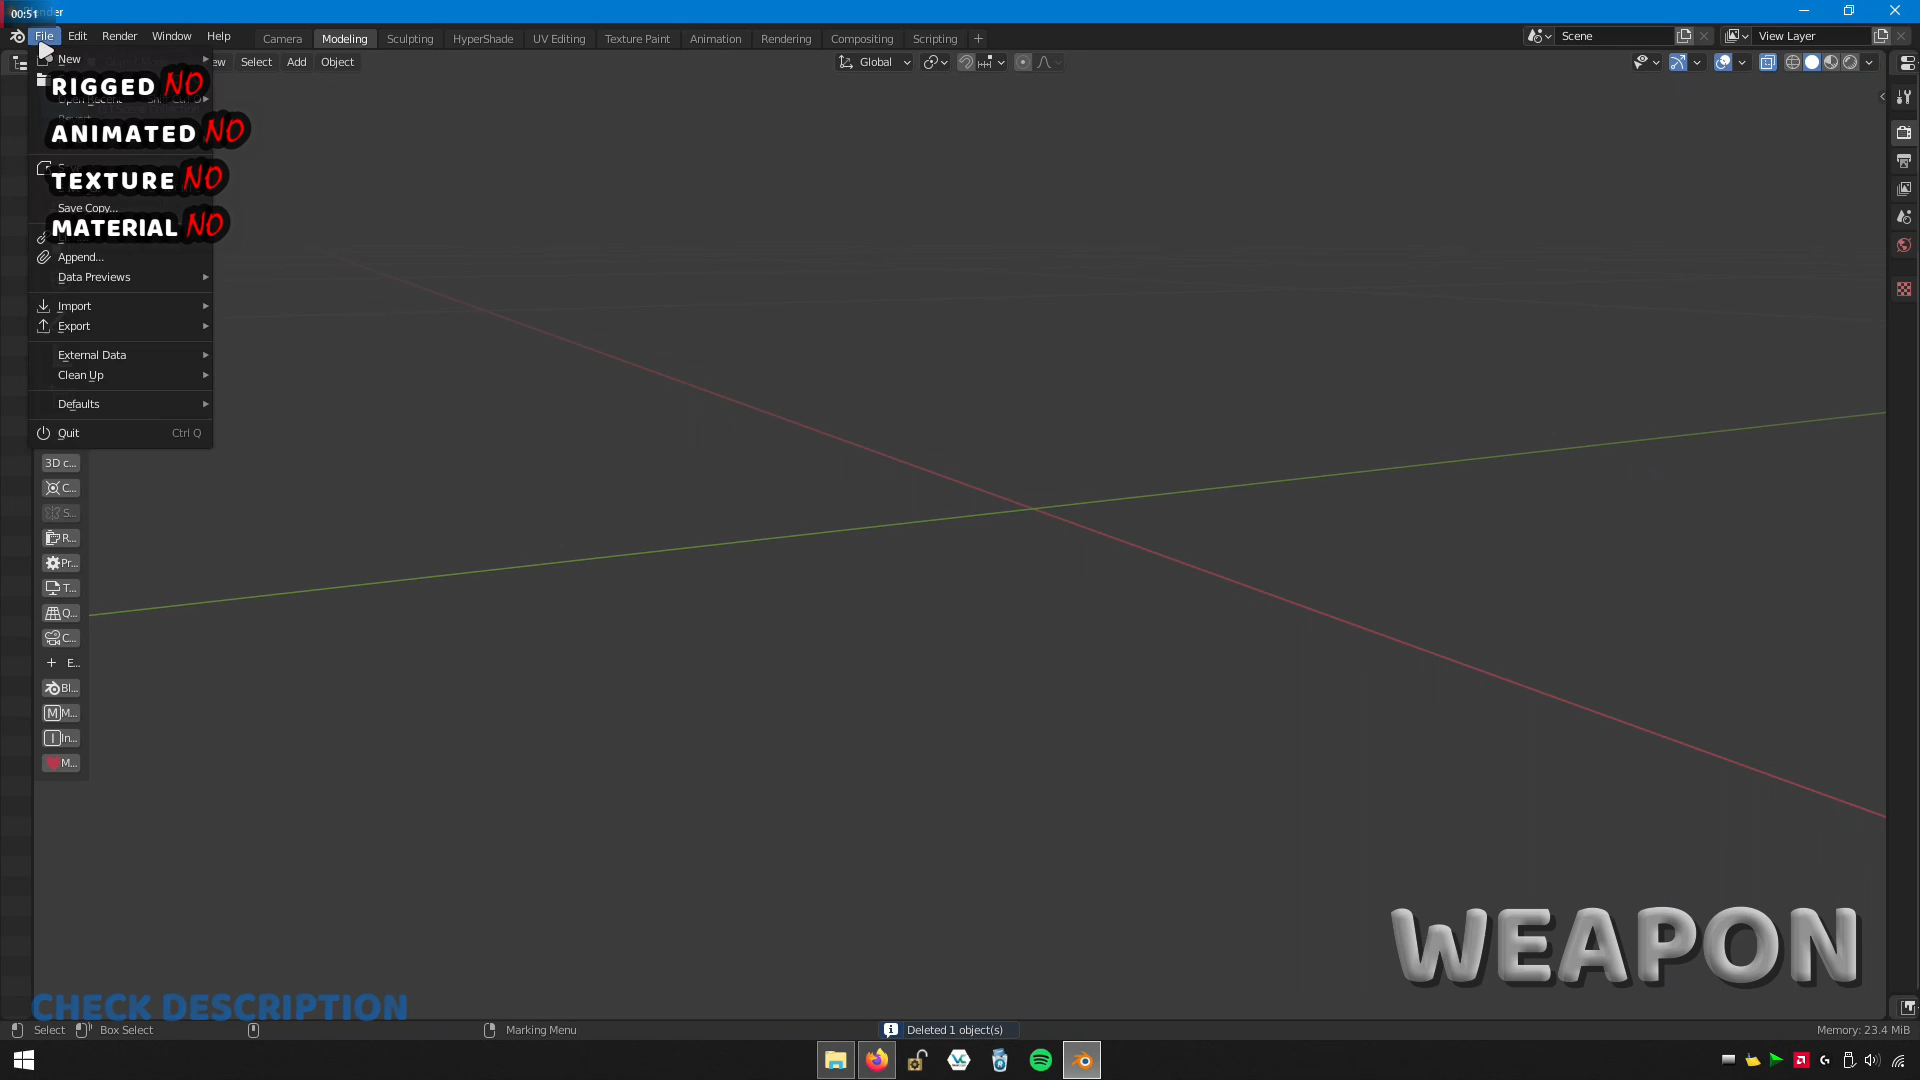 00:51
File Edit Render Window Help
Camera Modeling Sculpting HyperShade UV Editing Texture Paint Animation Rendering Compositing Scripting +
Scene
View Layer
Select Add Object
Global
New
RIGGED NO
ANIMATED NO
TEXTURE NO
Save Copy...
MATERIAL NO
Append...
Data Previews
Import
Export
External Data
Clean Up
Defaults
Quit Ctrl Q
3D c...
C...
S...
R...
Pr...
T...
Q...
C...
+ E...
Bl...
M M...
I In...
M...
WEAPON
CHECK DESCRIPTION
Select Box Select Marking Menu Deleted 1 object(s) Memory: 23.4 MiB